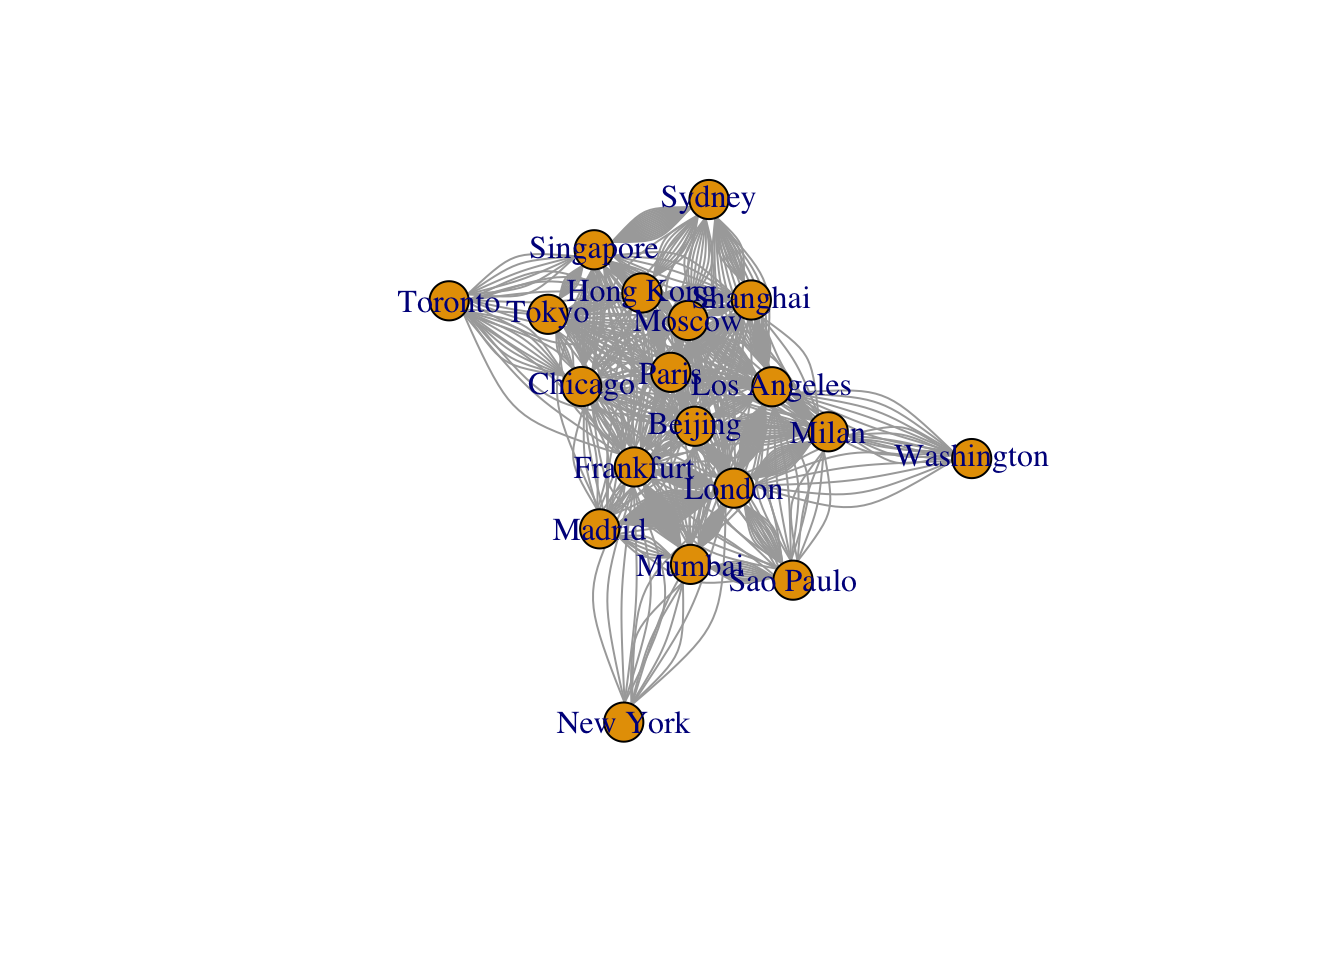 Sydney
Singapore
Hong Kong
Shanghai
Toronto
Tokyo
Moscow
Paris
Chicago
Los Angeles
Beijing
Milan
Washington
Frankfurt
London
Madrid
Mumbai
Sao Paulo
New York